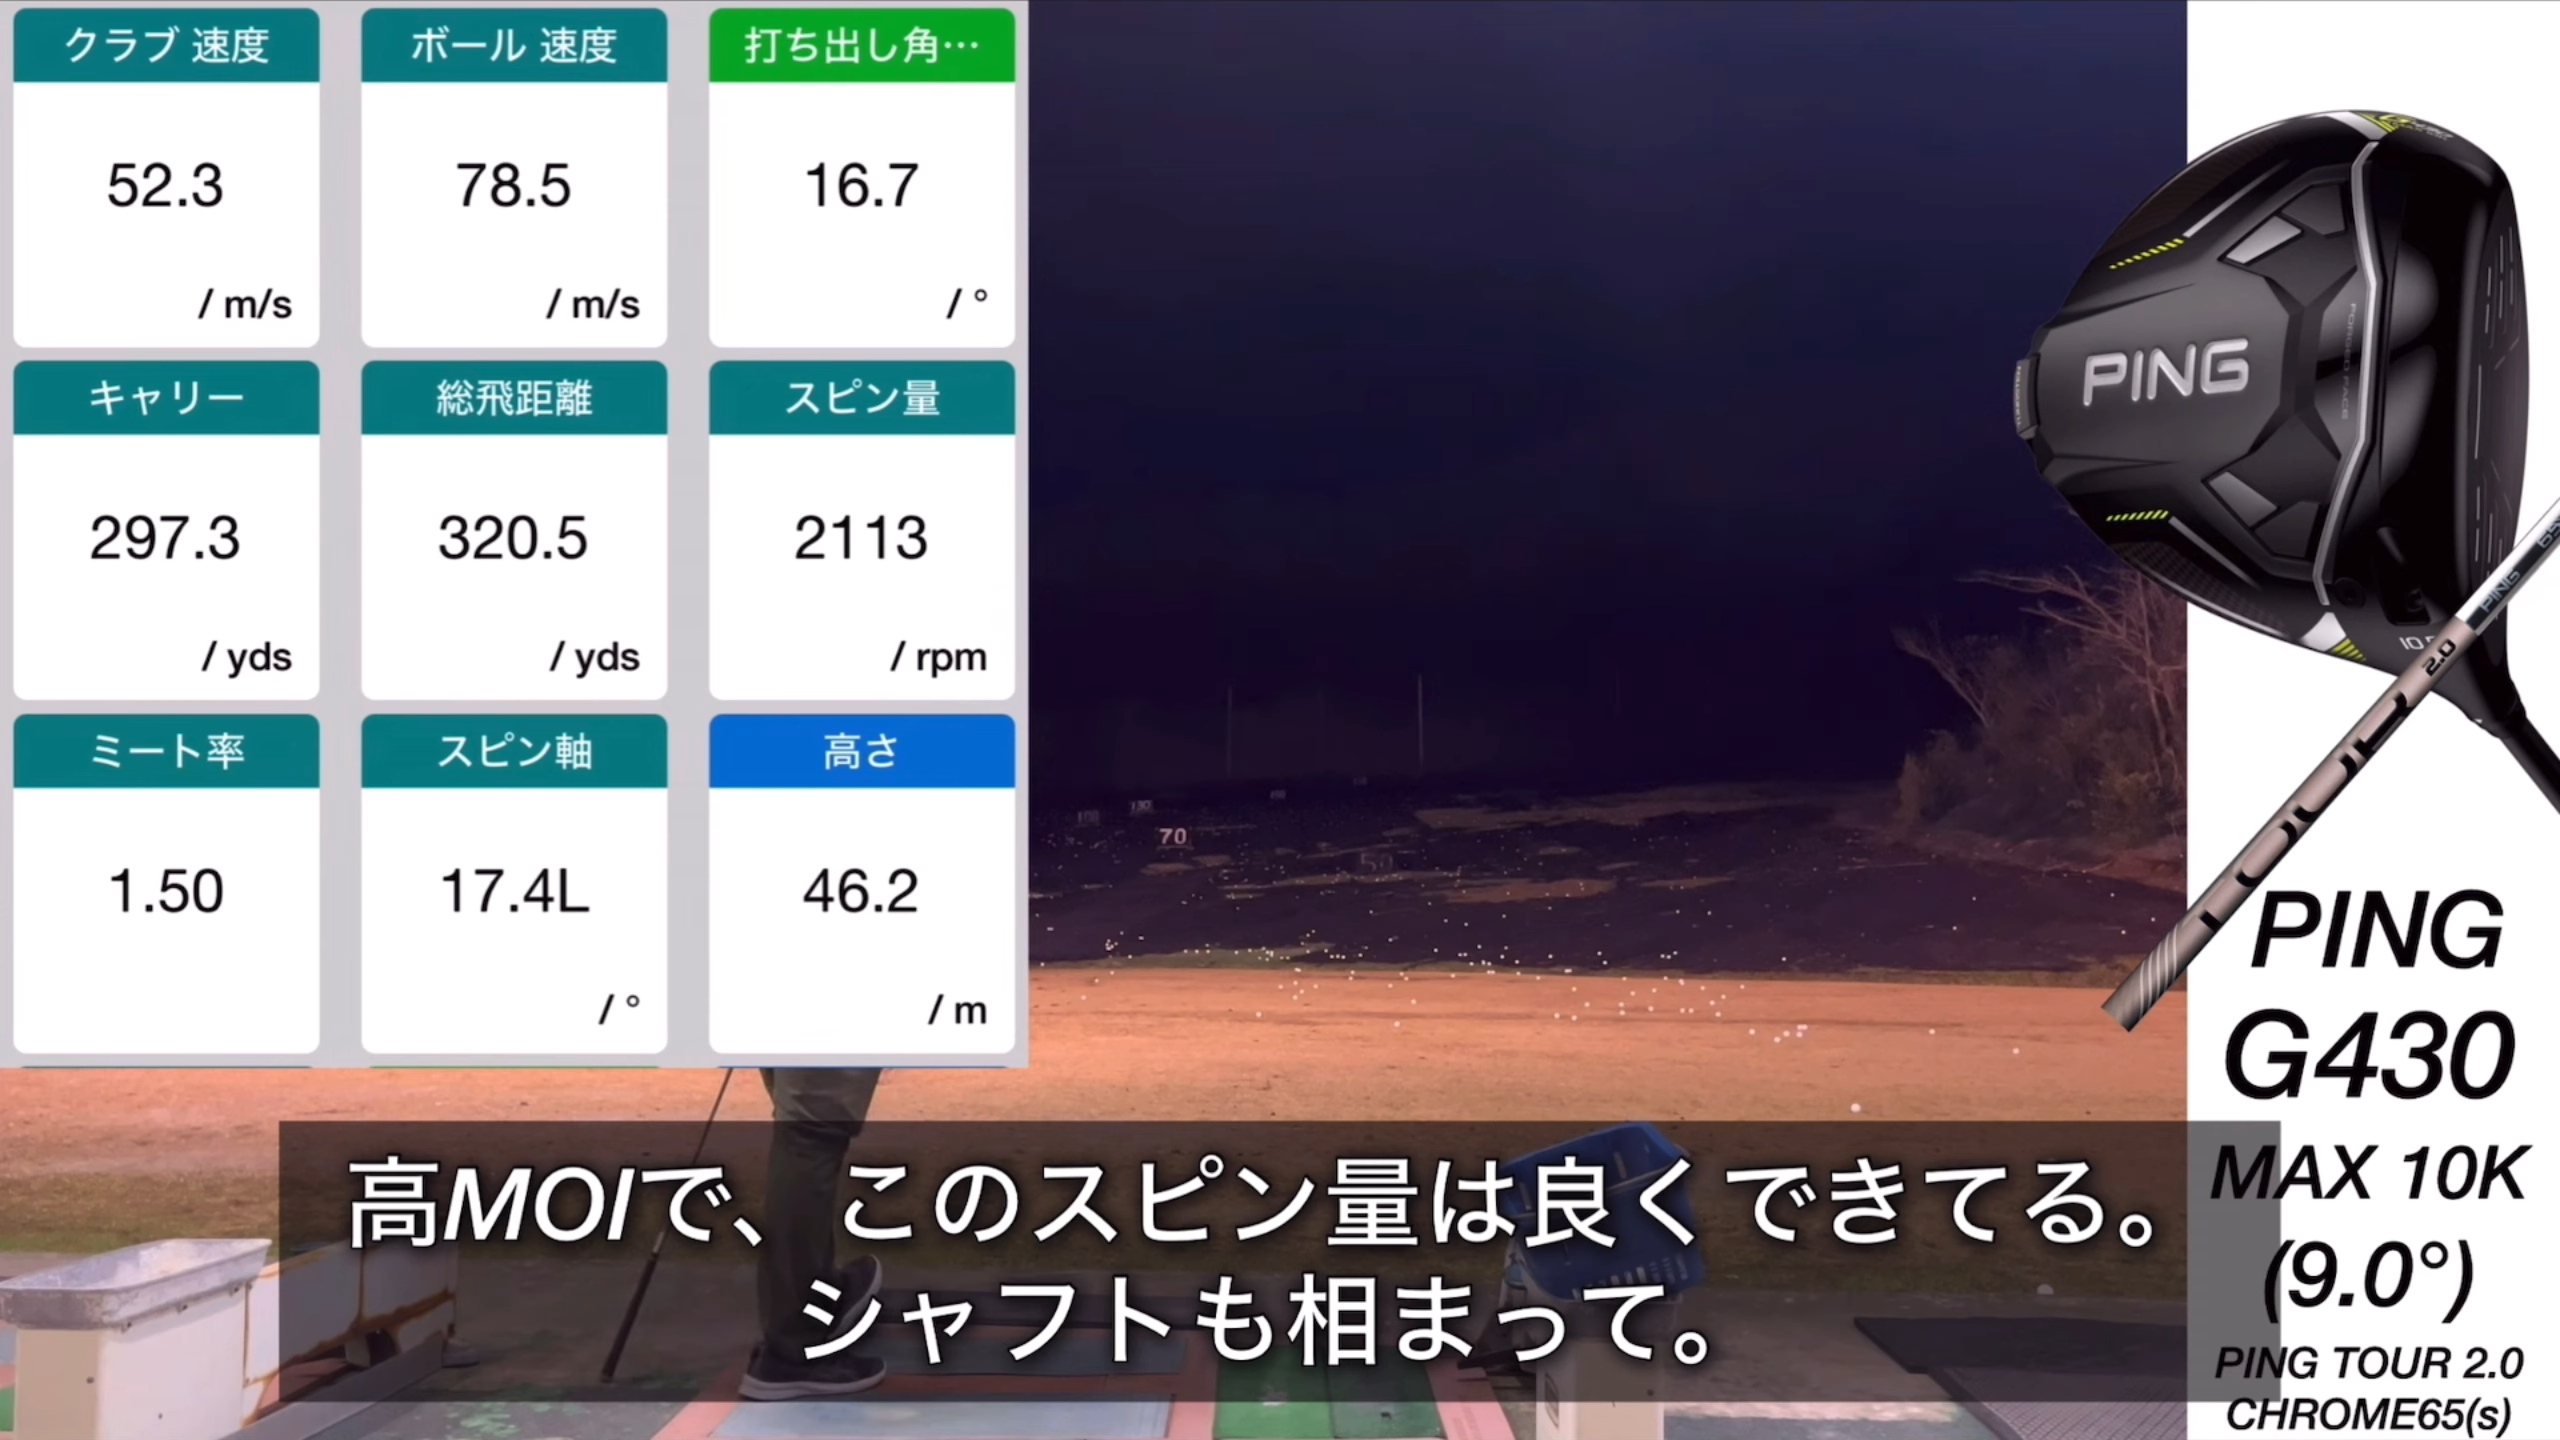 クラブ 速度
52.3
/ m/s
ボール 速度
78.5
/ m/s
打ち出し角…
16.7
/ °
キャリー
297.3
/ yds
総飛距離
320.5
/ yds
スピン量
2113
/ rpm
ミート率
1.50
スピン軸
17.4L
/ °
高さ
46.2
/ m
70
50
PING
TOUR
2.0
PING
PING
G430
MAX 10K
(9.0°)
PING TOUR 2.0
CHROME65(s)
高MOIで、このスピン量は良くできてる。
シャフトも相まって。